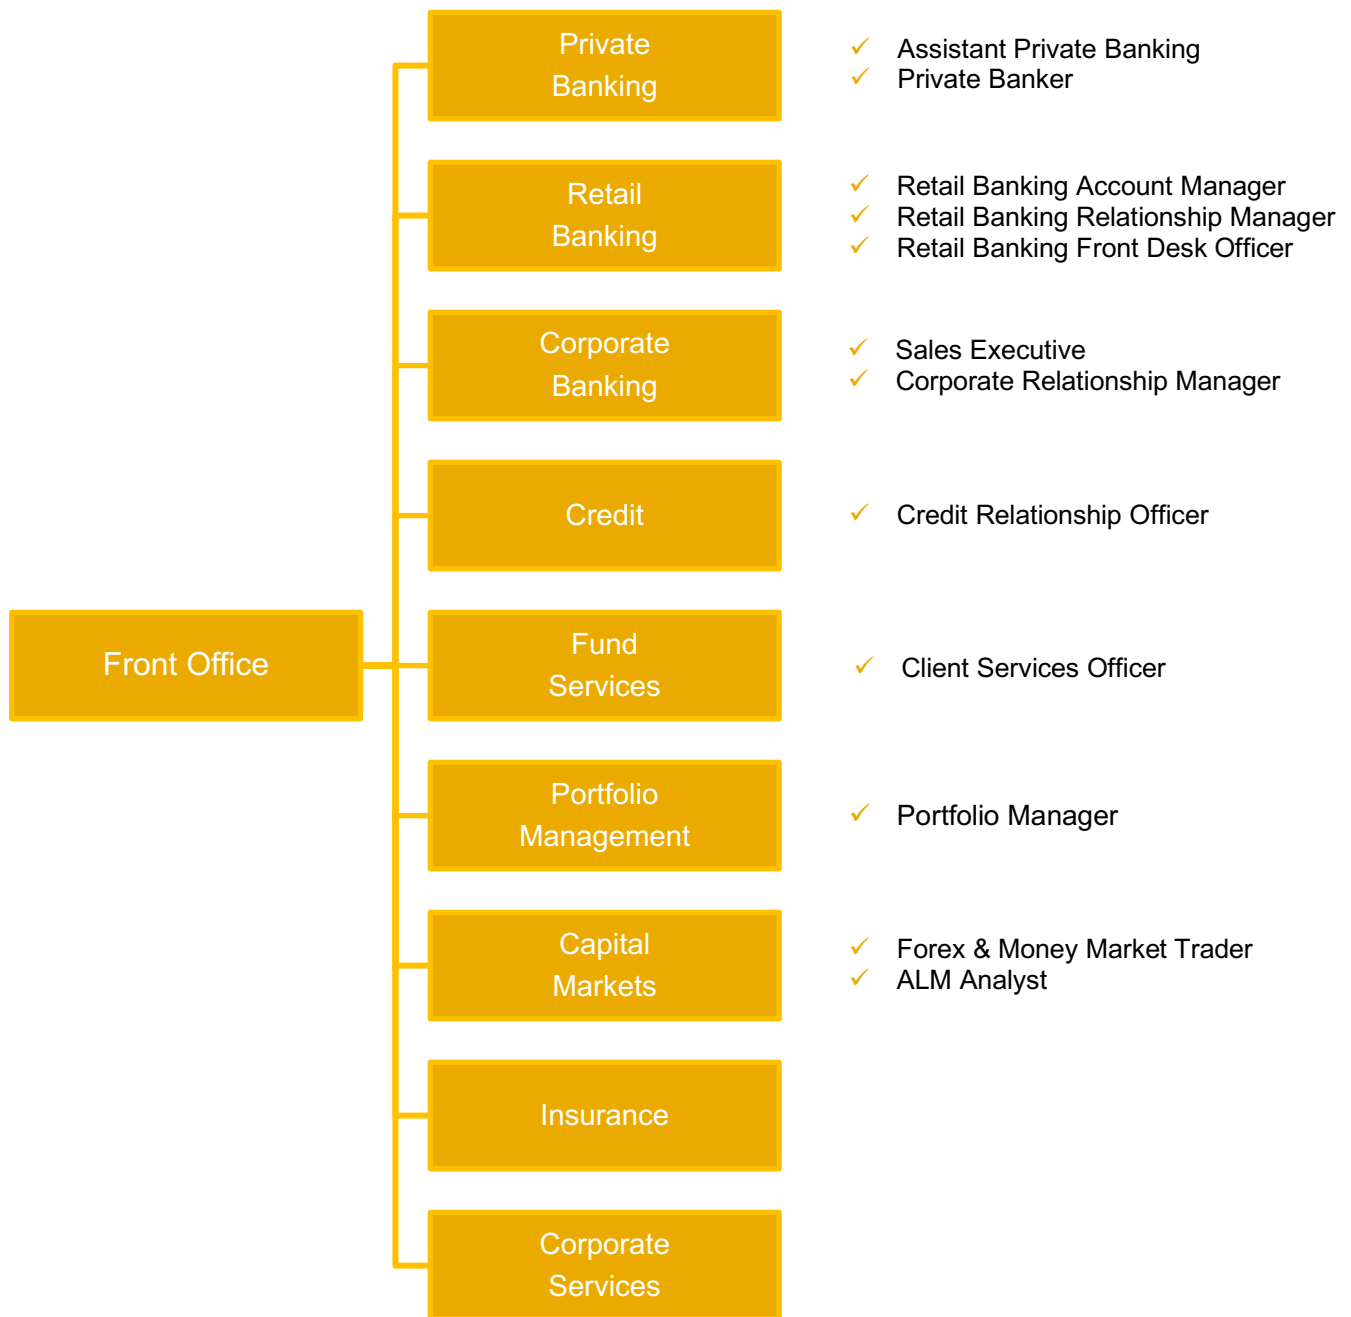 Private
Banking
Assistant Private Banking
Private Banker
Retail
Banking
Retail Banking Account Manager
Retail Banking Relationship Manager
Retail Banking Front Desk Officer
Corporate
Banking
Sales Executive
Corporate Relationship Manager
Credit
Credit Relationship Officer
Front Office
Fund
Services
Client Services Officer
Portfolio
Management
Portfolio Manager
Capital
Markets
Forex & Money Market Trader
ALM Analyst
Insurance
Corporate
Services